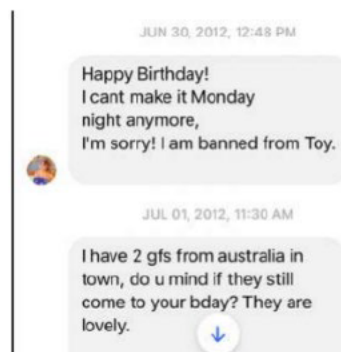 JUN 30, 2012, 12:48 PM
Happy Birthday!
I cant make it Monday
night anymore,
I'm sorry! I am banned from Toy.
JUL 01, 2012, 11:30 AM
I have 2 gfs from australia in
town, do u mind if they still
come to your bday? They are
lovely.